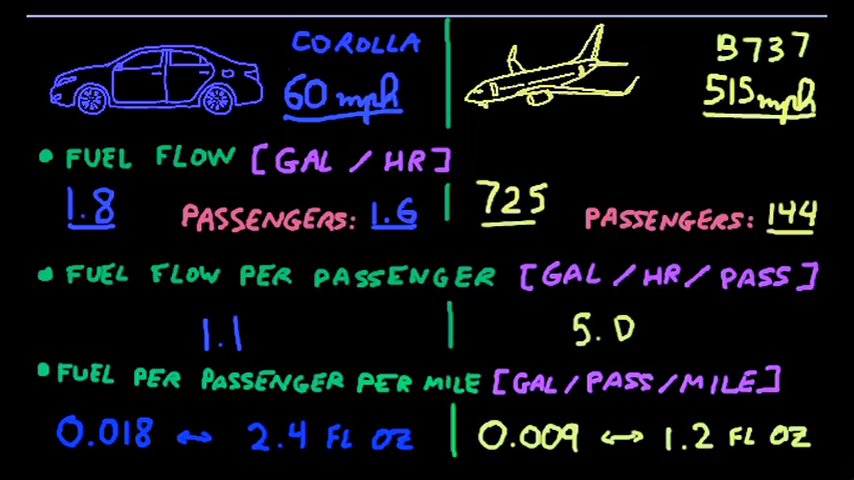 COROLLA B737
60 mph 515 mph
• FUEL FLOW [GAL / HR]
1.8 PASSENGERS: 1.6 725 PASSENGERS: 144
• FUEL FLOW PER PASSENGER [GAL / HR / PASS]
1.1 5.0
• FUEL PER PASSENGER PER MILE [GAL / PASS / MILE]
0.018 ↔ 2.4 FL OZ 0.009 ↔ 1.2 FL OZ